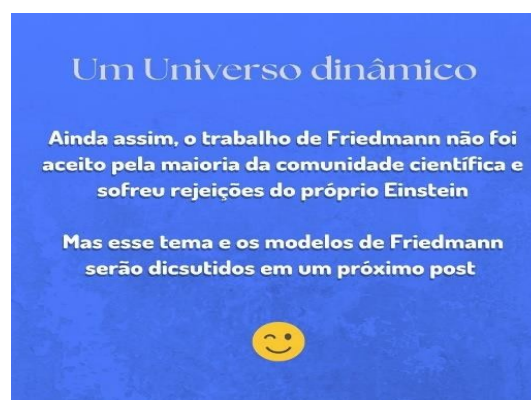 Um Universo dinâmico
Ainda assim, o trabalho de Friedmann não foi
aceito pela maioria da comunidade científica e
sofreu rejeições do próprio Einstein
Mas esse tema e os modelos de Friedmann
serão dicsutidos em um próximo post